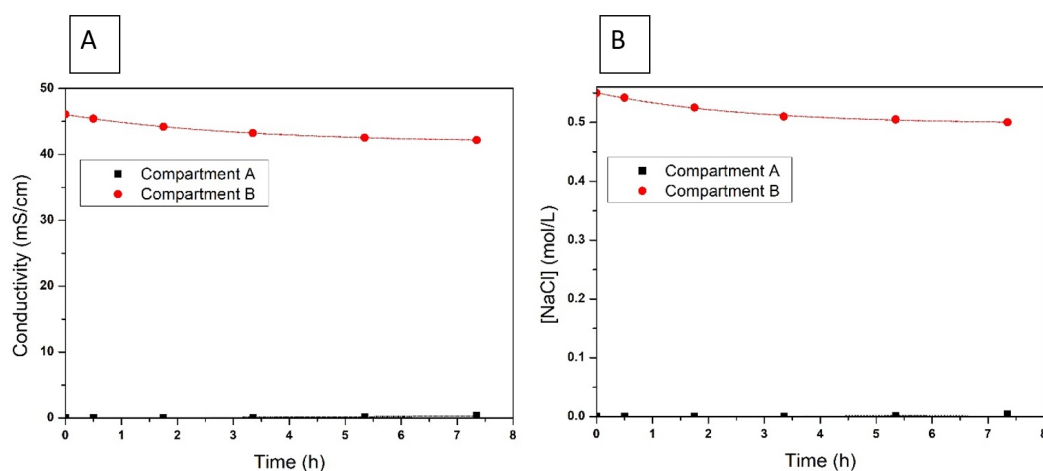 A
Conductivity (mS/cm)
50
40
30
20
10
0
Compartment A
Compartment B
0 1 2 3 4 5 6 7 8
Time (h)
B
[NaCl] (mol/L)
0.5
0.4
0.3
0.2
0.1
0.0
Compartment A
Compartment B
0 1 2 3 4 5 6 7 8
Time (h)